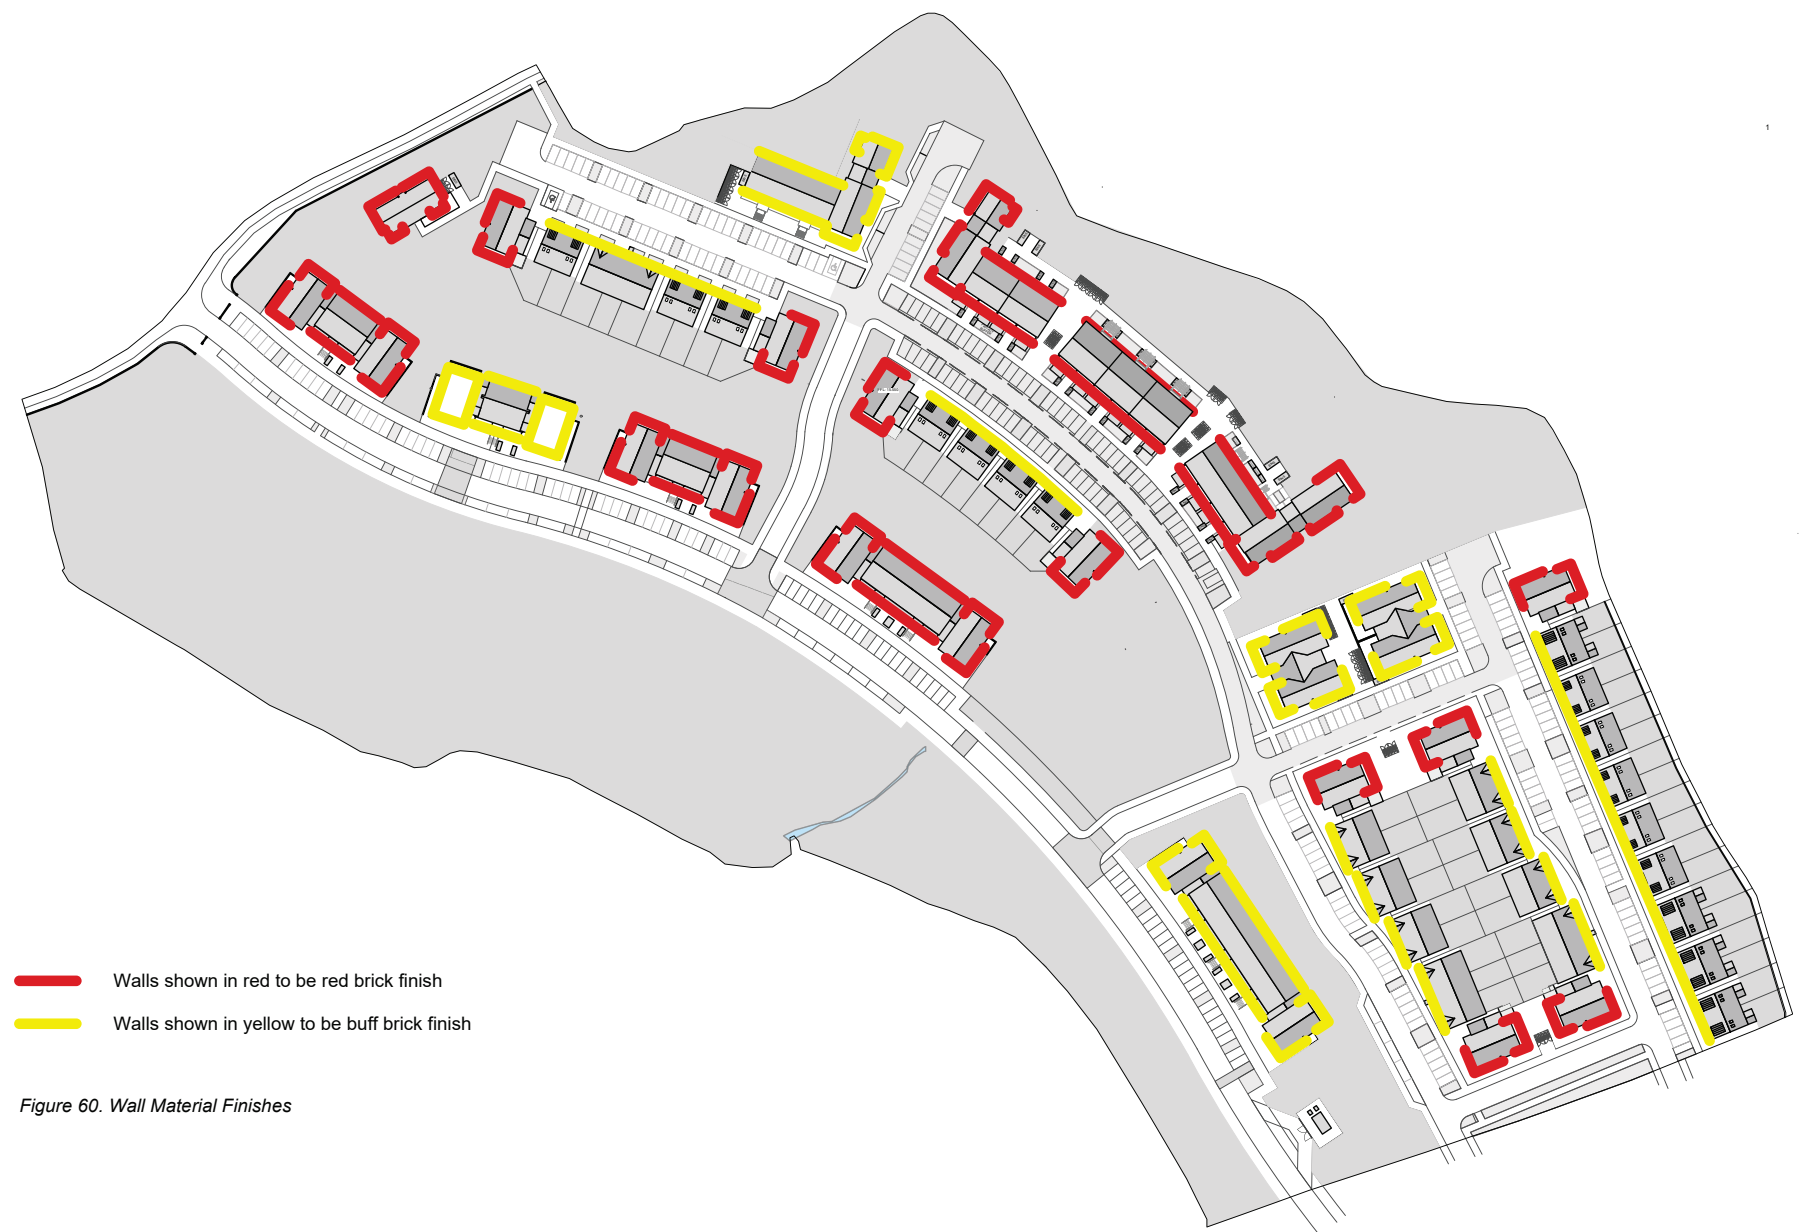 1
Walls shown in red to be red brick finish
Walls shown in yellow to be buff brick finish
Figure 60. Wall Material Finishes